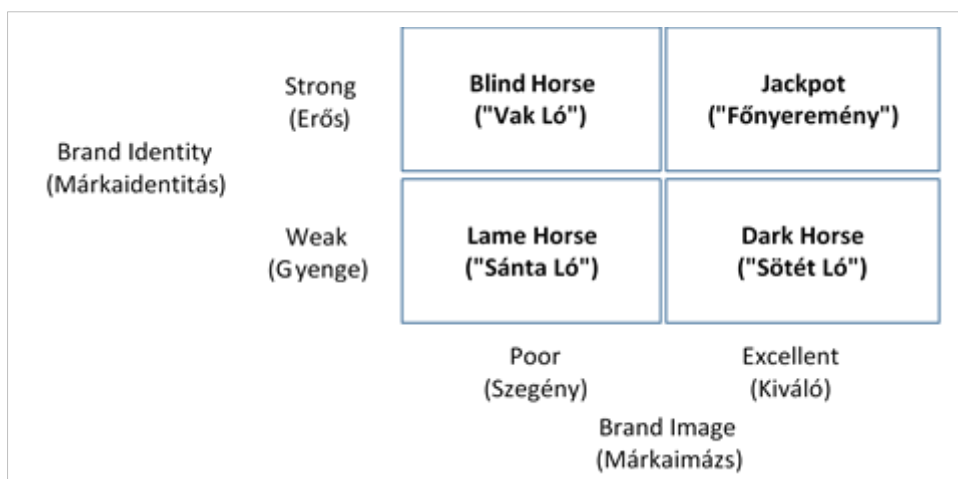 Strong
(Erős)
Blind Horse
("Vak Ló")
Jackpot
("Főnyeremény")
Brand Identity
(Márkaidentitás)
Weak
(Gyenge)
Lame Horse
("Sánta Ló")
Dark Horse
("Sötét Ló")
Poor
(Szegény)
Excellent
(Kiváló)
Brand Image
(Márkaimázs)